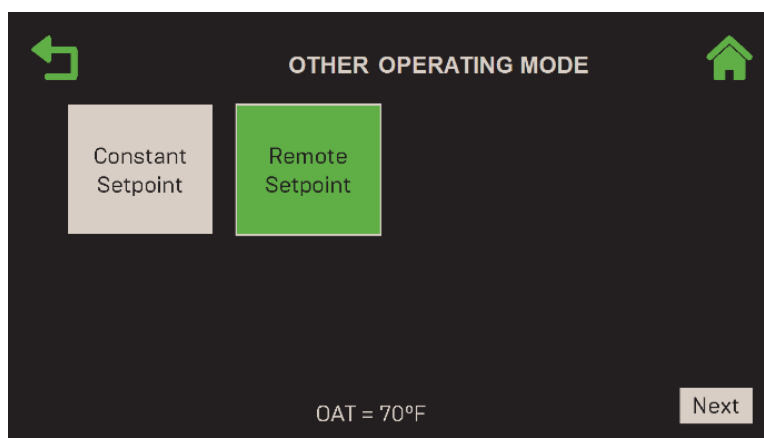 OTHER OPERATING MODE
Constant
Setpoint
Remote
Setpoint
OAT = 70ºF
Next